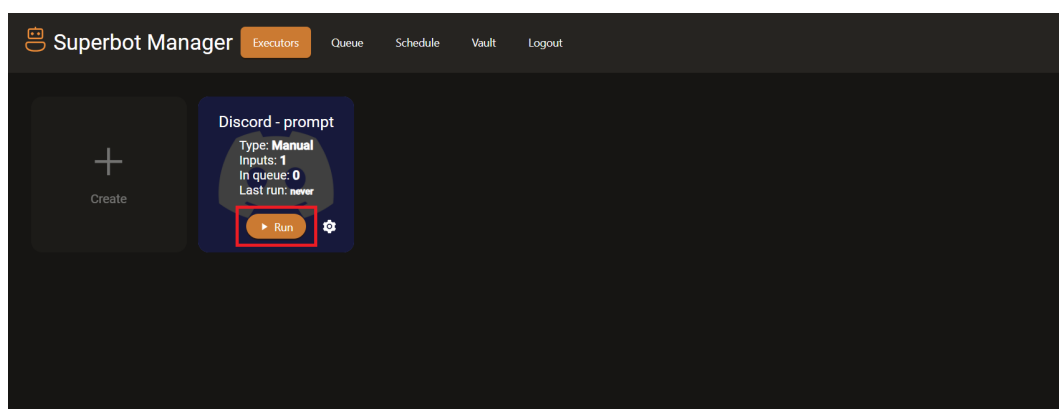 Superbot Manager Executors Queue Schedule Vault Logout
Create
Discord - prompt
Type: Manual
Inputs: 1
In queue: 0
Last run: never
Run